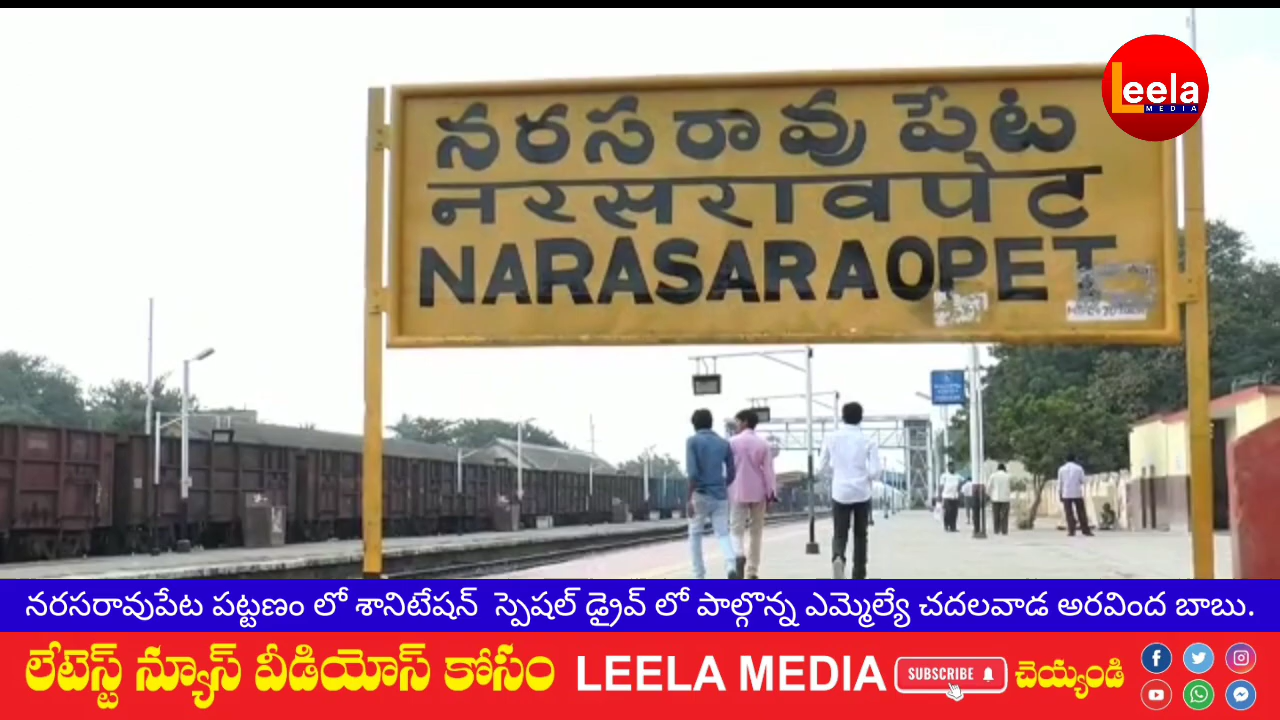 Leela
MEDIA
నరసరావు పేట
नरसरावपेट
NARASARAOPET
నరసరావుపేట పట్టణం లో శానిటేషన్ స్పెషల్ డ్రైవ్ లో పాల్గొన్న ఎమ్మెల్యే చదలవాడ అరవింద బాబు.
లేటెస్ట్ న్యూస్ వీడియోస్ కోసం LEELA MEDIA SUBSCRIBE చెయ్యండి